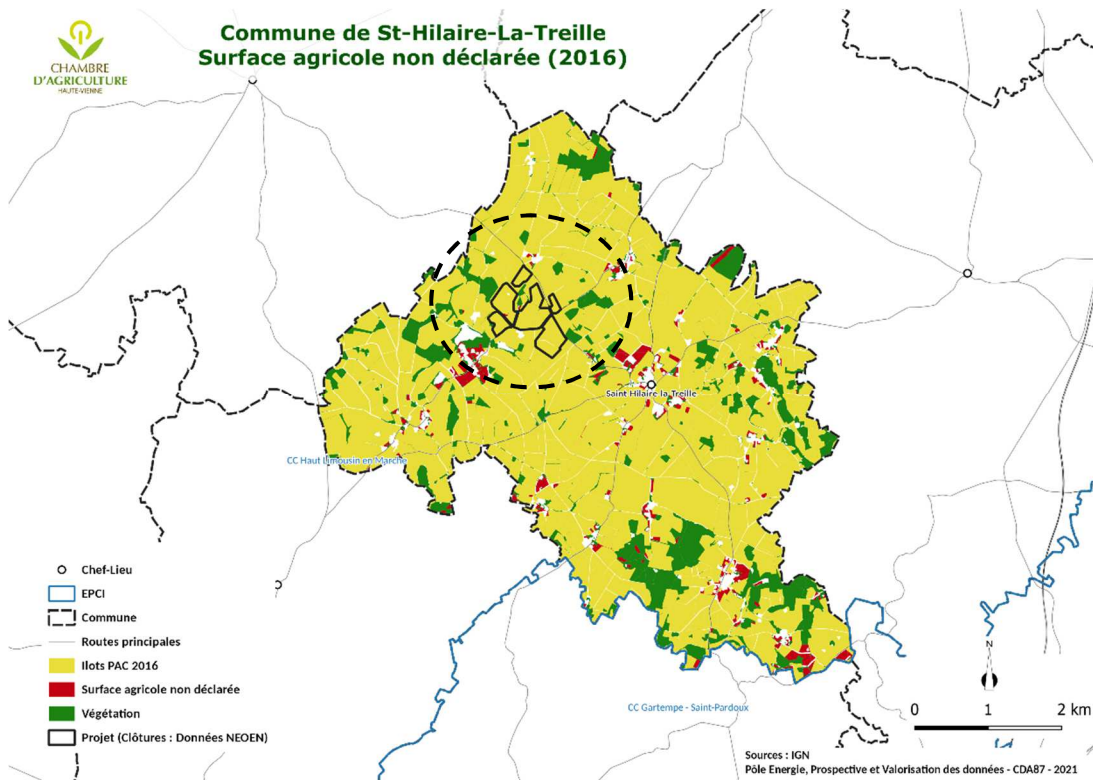 CHAMBRE
D'AGRICULTURE
HAUTE-VIENNE
Commune de St-Hilaire-La-Treille
Surface agricole non déclarée (2016)
Saint Hilaire la-Treille
CC Haut Limousin en Marche
Chef-Lieu
EPCI
Commune
Routes principales
Ilots PAC 2016
Surface agricole non déclarée
Végétation
Projet (Clôtures : Données NEOEN)
CC Gartempe - Saint-Pardoux
N
0 1 2 km
Sources : IGN
Pôle Energie, Prospective et Valorisation des données - CDA87 - 2021